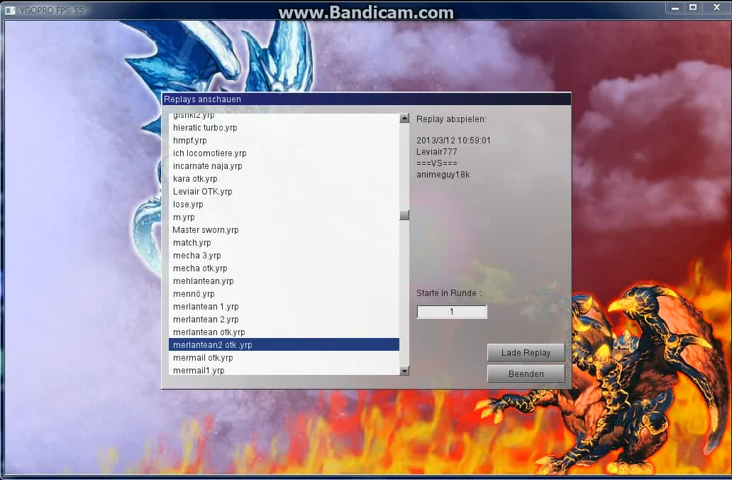 www.Bandicam.com
YGOPRO FPS: 55
Replays anschauen
gishki2.yrp
hieratic turbo.yrp
hmpf.yrp
ich locomotiere.yrp
incarnate naja.yrp
kara otk.yrp
Leviair OTK.yrp
lose.yrp
m.yrp
Master sworn.yrp
match.yrp
mecha 3.yrp
mecha otk.yrp
mehlantean.yrp
mennö.yrp
merlantean 1.yrp
merlantean 2.yrp
merlantean otk.yrp
merlantean2 otk .yrp
mermail otk.yrp
mermail1.yrp
Replay abspielen:
2013/3/12 10:59:01
Leviair777
===VS===
animeguy18k
Starte in Runde :
1
Lade Replay
Beenden